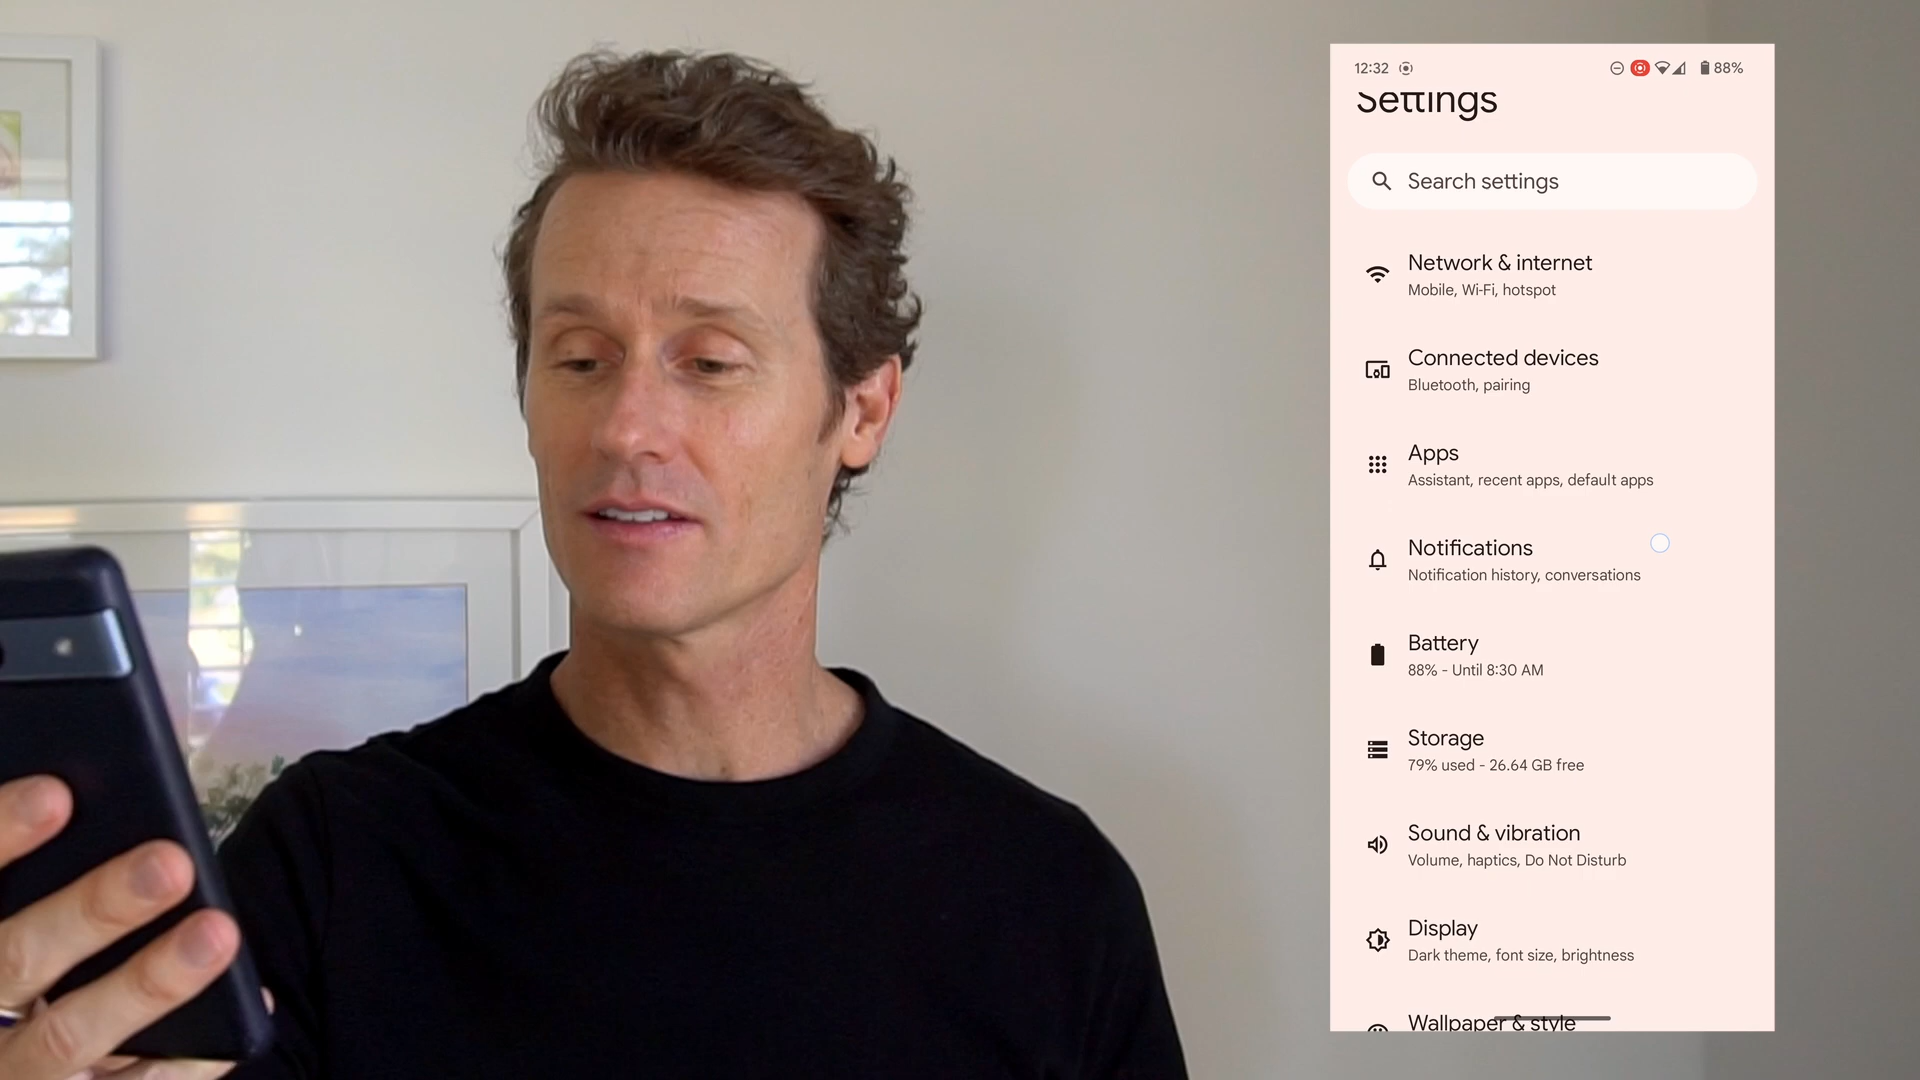 12:32 88%
Settings
Search settings
Network & internet
Mobile, Wi-Fi, hotspot
Connected devices
Bluetooth, pairing
Apps
Assistant, recent apps, default apps
Notifications
Notification history, conversations
Battery
88% - Until 8:30 AM
Storage
79% used - 26.64 GB free
Sound & vibration
Volume, haptics, Do Not Disturb
Display
Dark theme, font size, brightness
Wallpaper & style